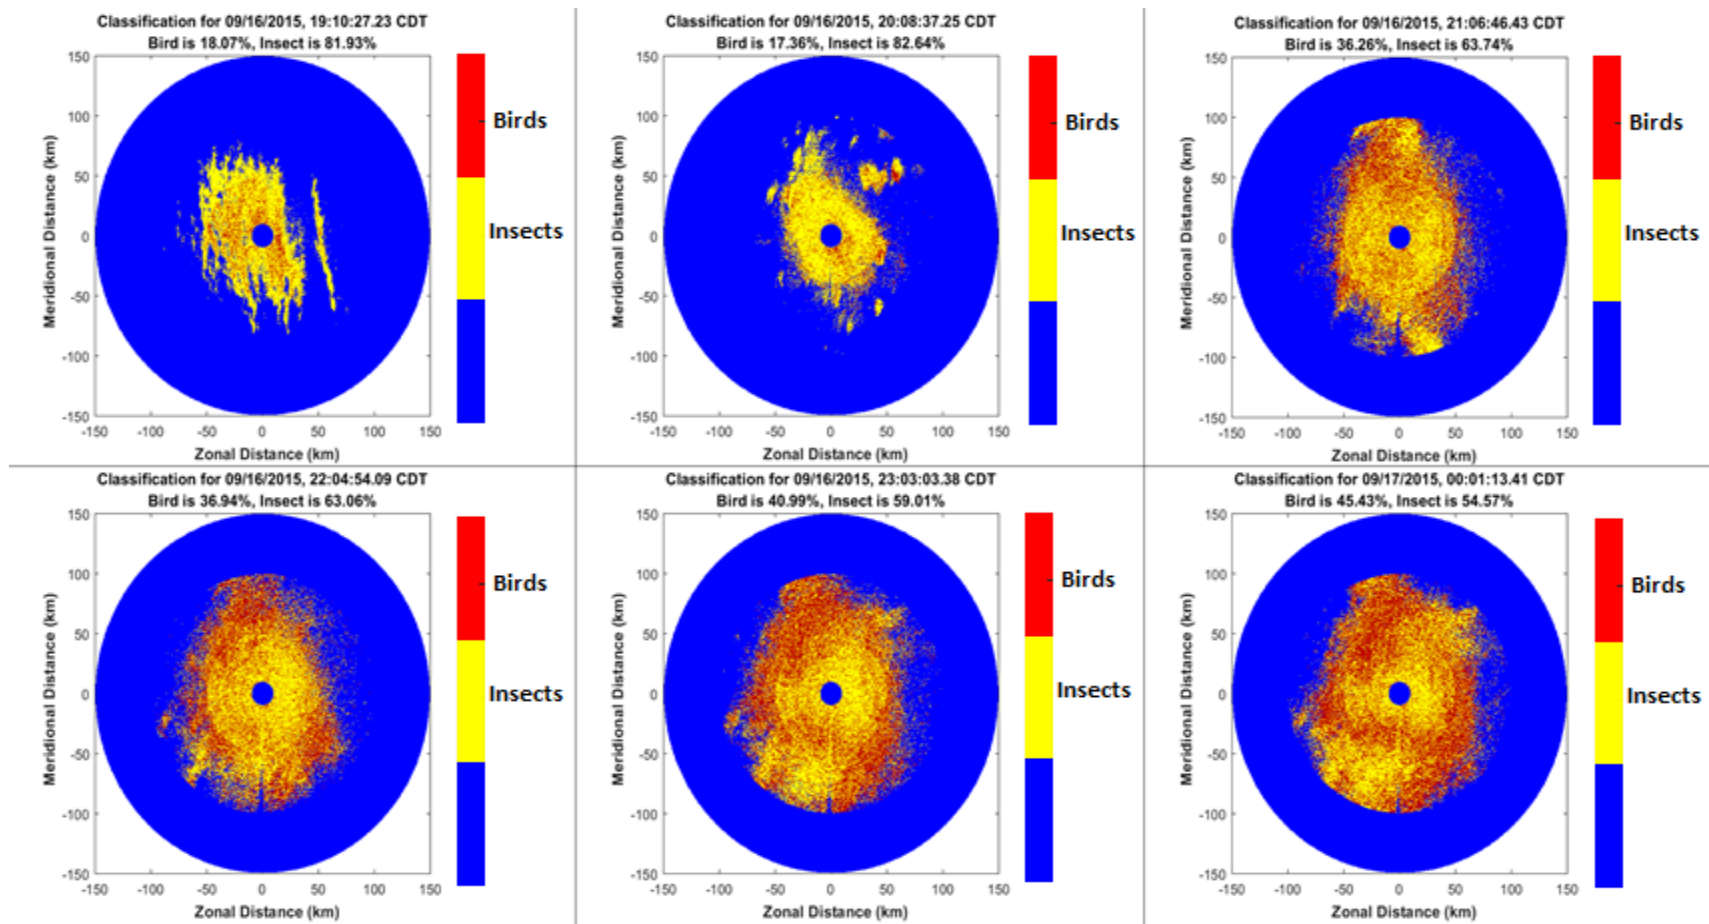 Classification for 09/16/2015, 19:10:27.23 CDT
Bird is 18.07%, Insect is 81.93%
150
100
50
0
-50
-100
-150
-150 -100 -50 0 50 100 150
Meridional Distance (km)
Zonal Distance (km)
Birds
Insects
Classification for 09/16/2015, 20:08:37.25 CDT
Bird is 17.36%, Insect is 82.64%
150
100
50
0
-50
-100
-150
-150 -100 -50 0 50 100 150
Meridional Distance (km)
Zonal Distance (km)
Birds
Insects
Classification for 09/16/2015, 21:06:46.43 CDT
Bird is 36.26%, Insect is 63.74%
150
100
50
0
-50
-100
-150
-150 -100 -50 0 50 100 150
Meridional Distance (km)
Zonal Distance (km)
Birds
Insects
Classification for 09/16/2015, 22:04:54.09 CDT
Bird is 36.94%, Insect is 63.06%
150
100
50
0
-50
-100
-150
-150 -100 -50 0 50 100 150
Meridional Distance (km)
Zonal Distance (km)
Birds
Insects
Classification for 09/16/2015, 23:03:03.38 CDT
Bird is 40.99%, Insect is 59.01%
150
100
50
0
-50
-100
-150
-150 -100 -50 0 50 100 150
Meridional Distance (km)
Zonal Distance (km)
Birds
Insects
Classification for 09/17/2015, 00:01:13.41 CDT
Bird is 45.43%, Insect is 54.57%
150
100
50
0
-50
-100
-150
-150 -100 -50 0 50 100 150
Meridional Distance (km)
Zonal Distance (km)
Birds
Insects